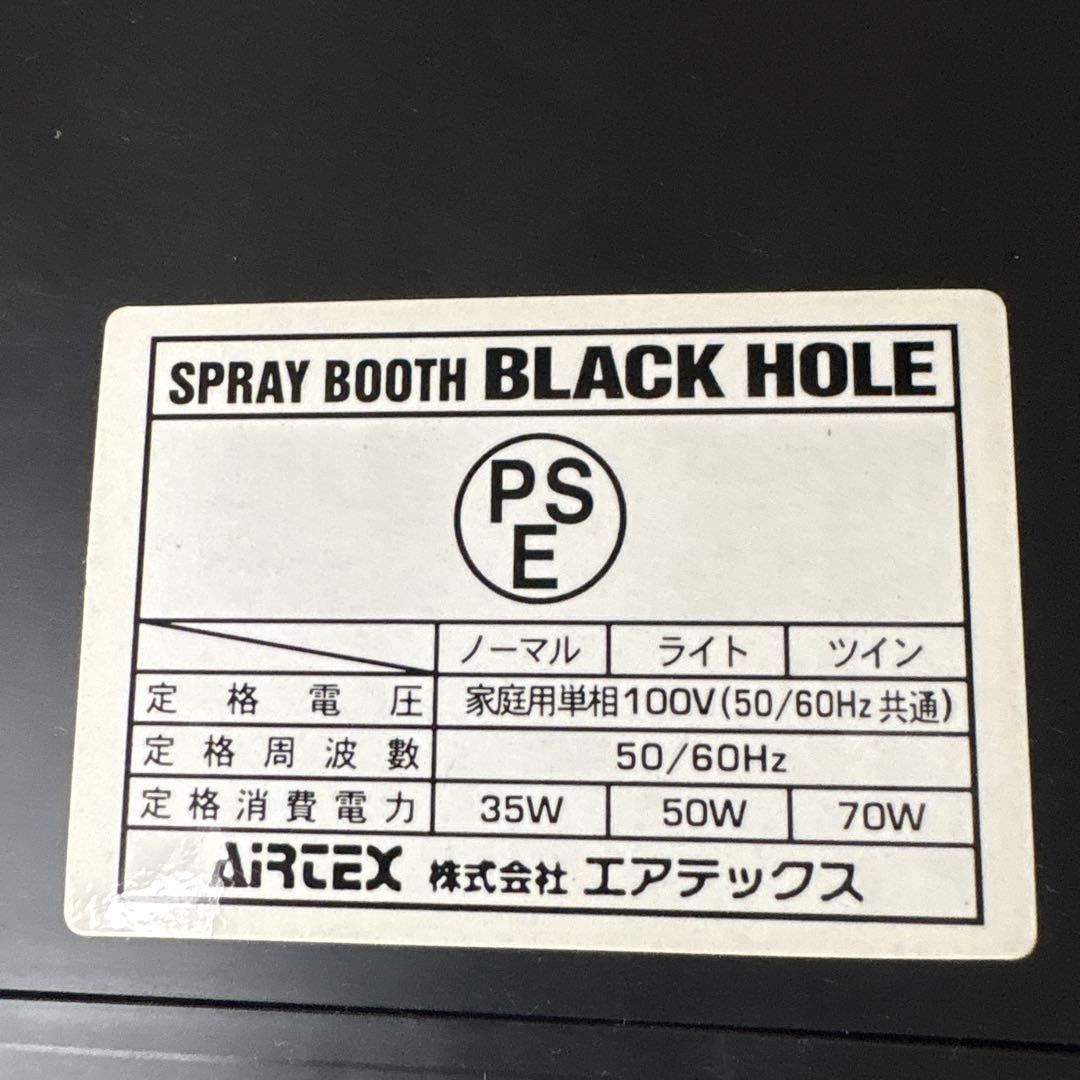 SPRAY BOOTH BLACK HOLE
PS
E
ノーマル ライト ツイン
定格電圧 家庭用単相100V(50/60Hz共通)
定格周波数 50/60Hz
定格消費電力 35W 50W 70W
AIRTEX 株式会社 エアテックス